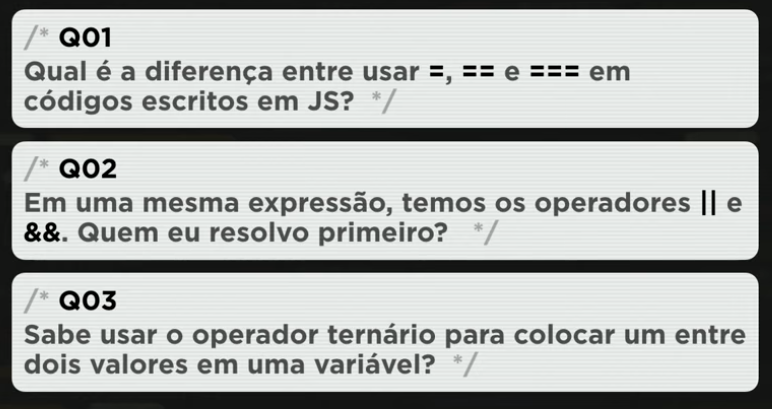 /* Q01
Qual é a diferença entre usar =, == e === em
códigos escritos em JS? */
/* Q02
Em uma mesma expressão, temos os operadores || e
&&. Quem eu resolvo primeiro? */
/* Q03
Sabe usar o operador ternário para colocar um entre
dois valores em uma variável? */